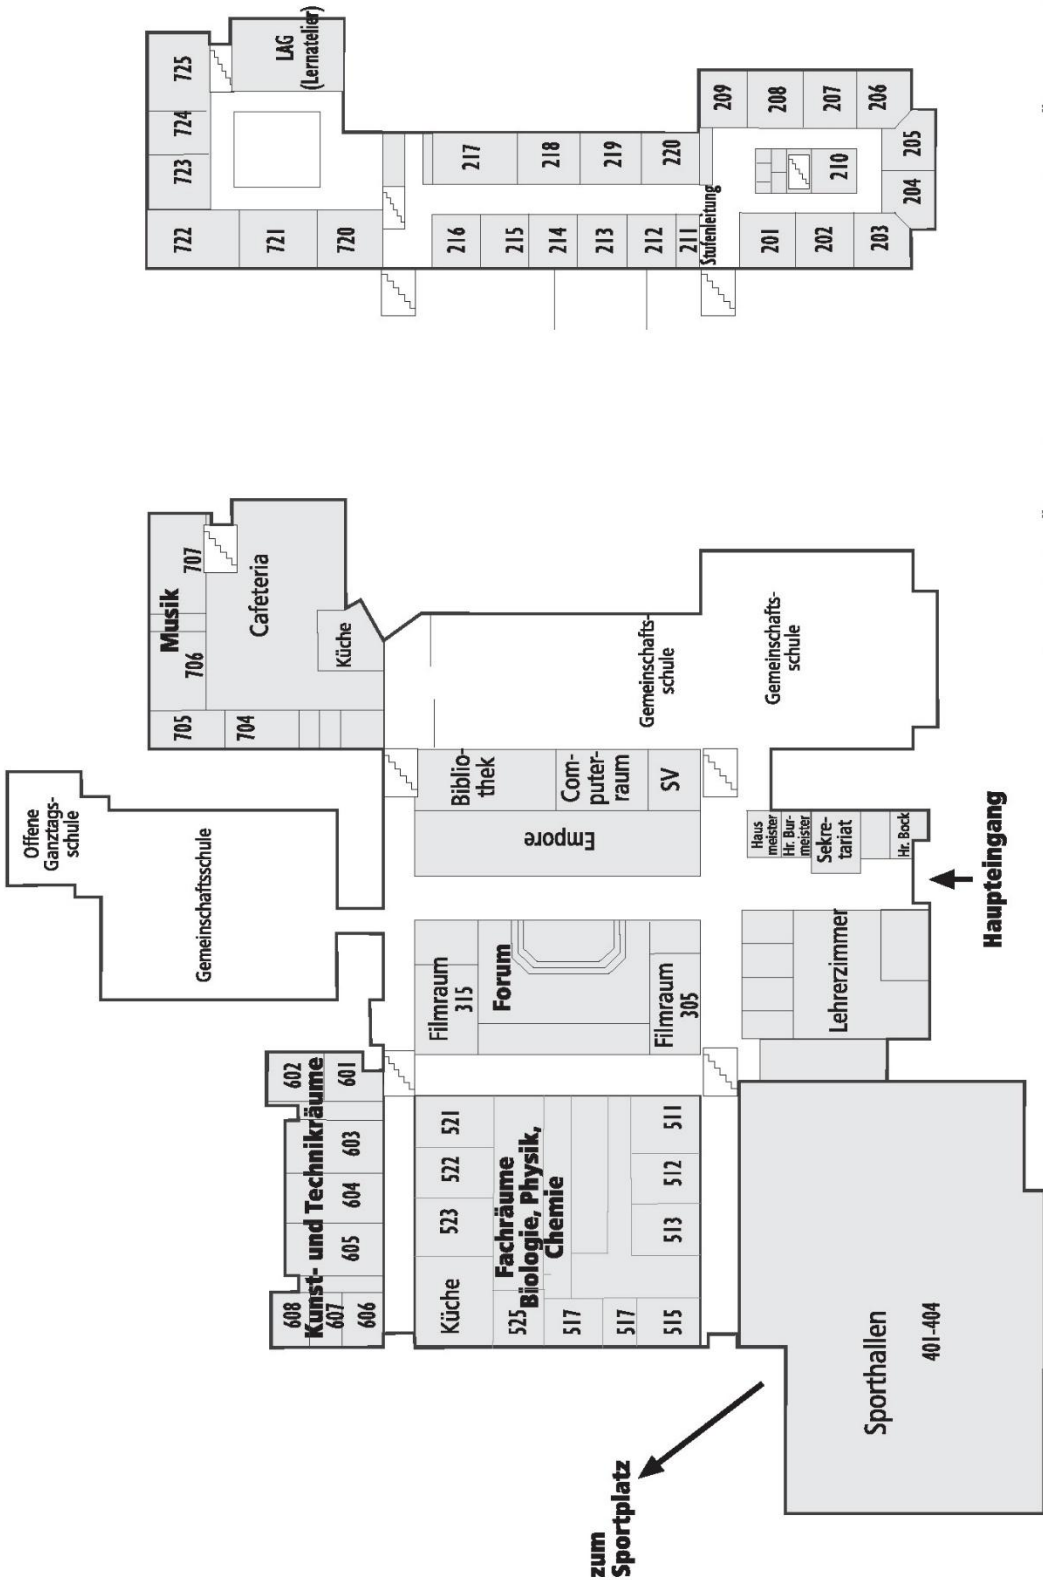 725
724
723
722
721
720
LAG
(Lernatelier)
217
218
219
220
216
215
214
213
212
211
Stufenleitung
209
208
207
206
205
204
210
201
202
203
Musik
707
706
705
704
Cafeteria
Küche
Gemeinschafts-
schule
Gemeinschafts-
schule
Offene
Ganztags-
schule
Gemeinschaftsschule
Biblio-
thek
Com-
puter-
raum
SV
Empore
Haus
meister
Hr. Bur-
meister
Sekre-
tariat
Hr. Bock
Haupteingang
Filmraum
315
Forum
Filmraum
305
Lehrerzimmer
602
601
Kunst- und Technikräume
603
604
605
608
607
606
521
522
523
Küche
Fachräume
Biologie, Physik,
Chemie
511
512
513
525
517
517
515
Sporthallen
401-404
zum
Sportplatz